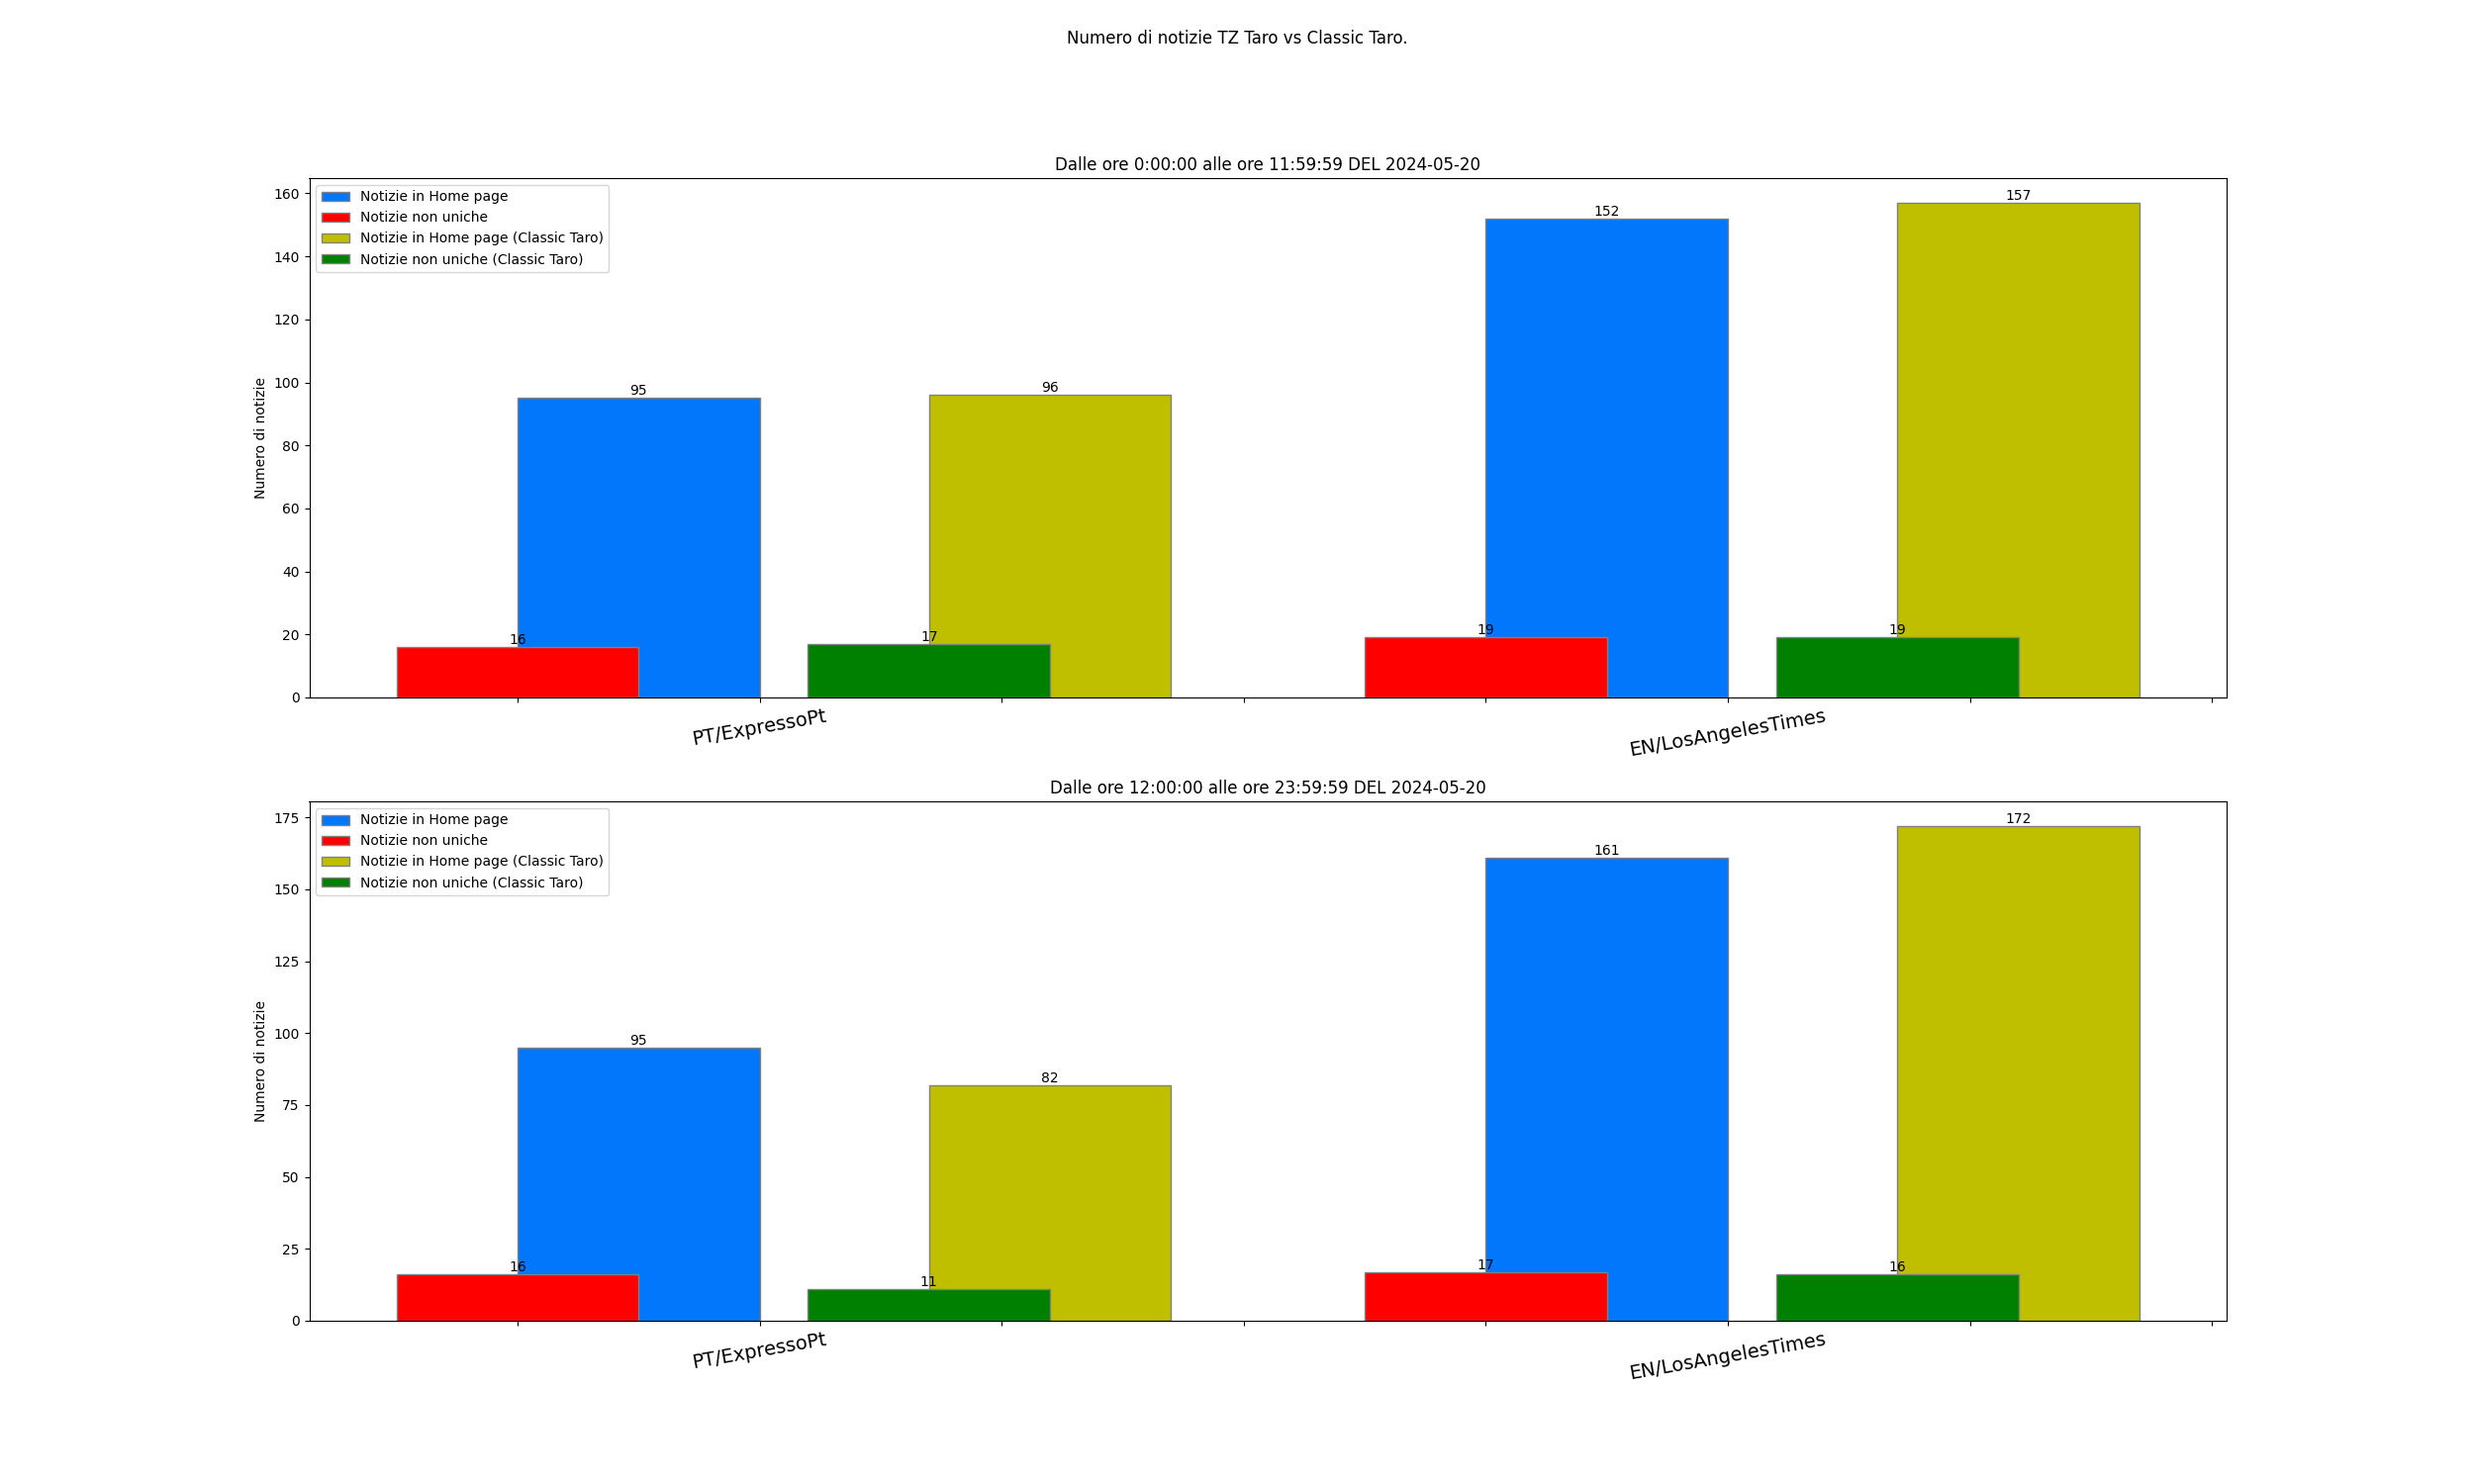 Numero di notizie TZ Taro vs Classic Taro.
Dalle ore 0:00:00 alle ore 11:59:59 DEL 2024-05-20
Notizie in Home page
Notizie non uniche
Notizie in Home page (Classic Taro)
Notizie non uniche (Classic Taro)
Numero di notizie
160
140
120
100
80
60
40
20
0
16
95
17
96
19
152
19
157
PT/ExpressoPt
EN/LosAngelesTimes
Dalle ore 12:00:00 alle ore 23:59:59 DEL 2024-05-20
Notizie in Home page
Notizie non uniche
Notizie in Home page (Classic Taro)
Notizie non uniche (Classic Taro)
Numero di notizie
175
150
125
100
75
50
25
0
16
95
11
82
17
161
16
172
PT/ExpressoPt
EN/LosAngelesTimes